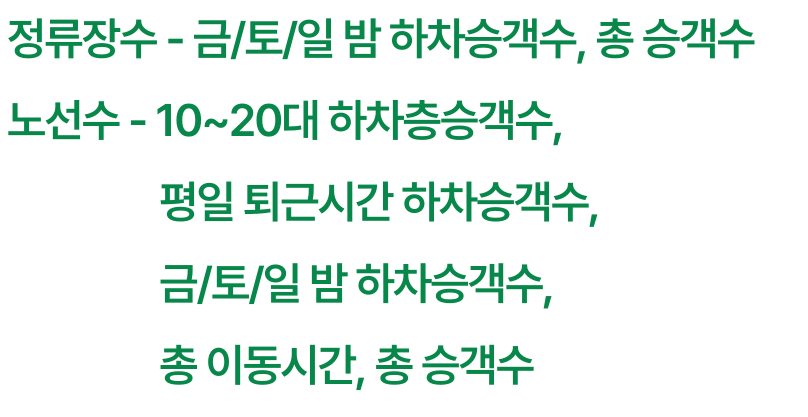 정류장수 - 금/토/일 밤 하차승객수, 총 승객수
노선수 - 10~20대 하차층승객수,
평일 퇴근시간 하차승객수,
금/토/일 밤 하차승객수,
총 이동시간, 총 승객수